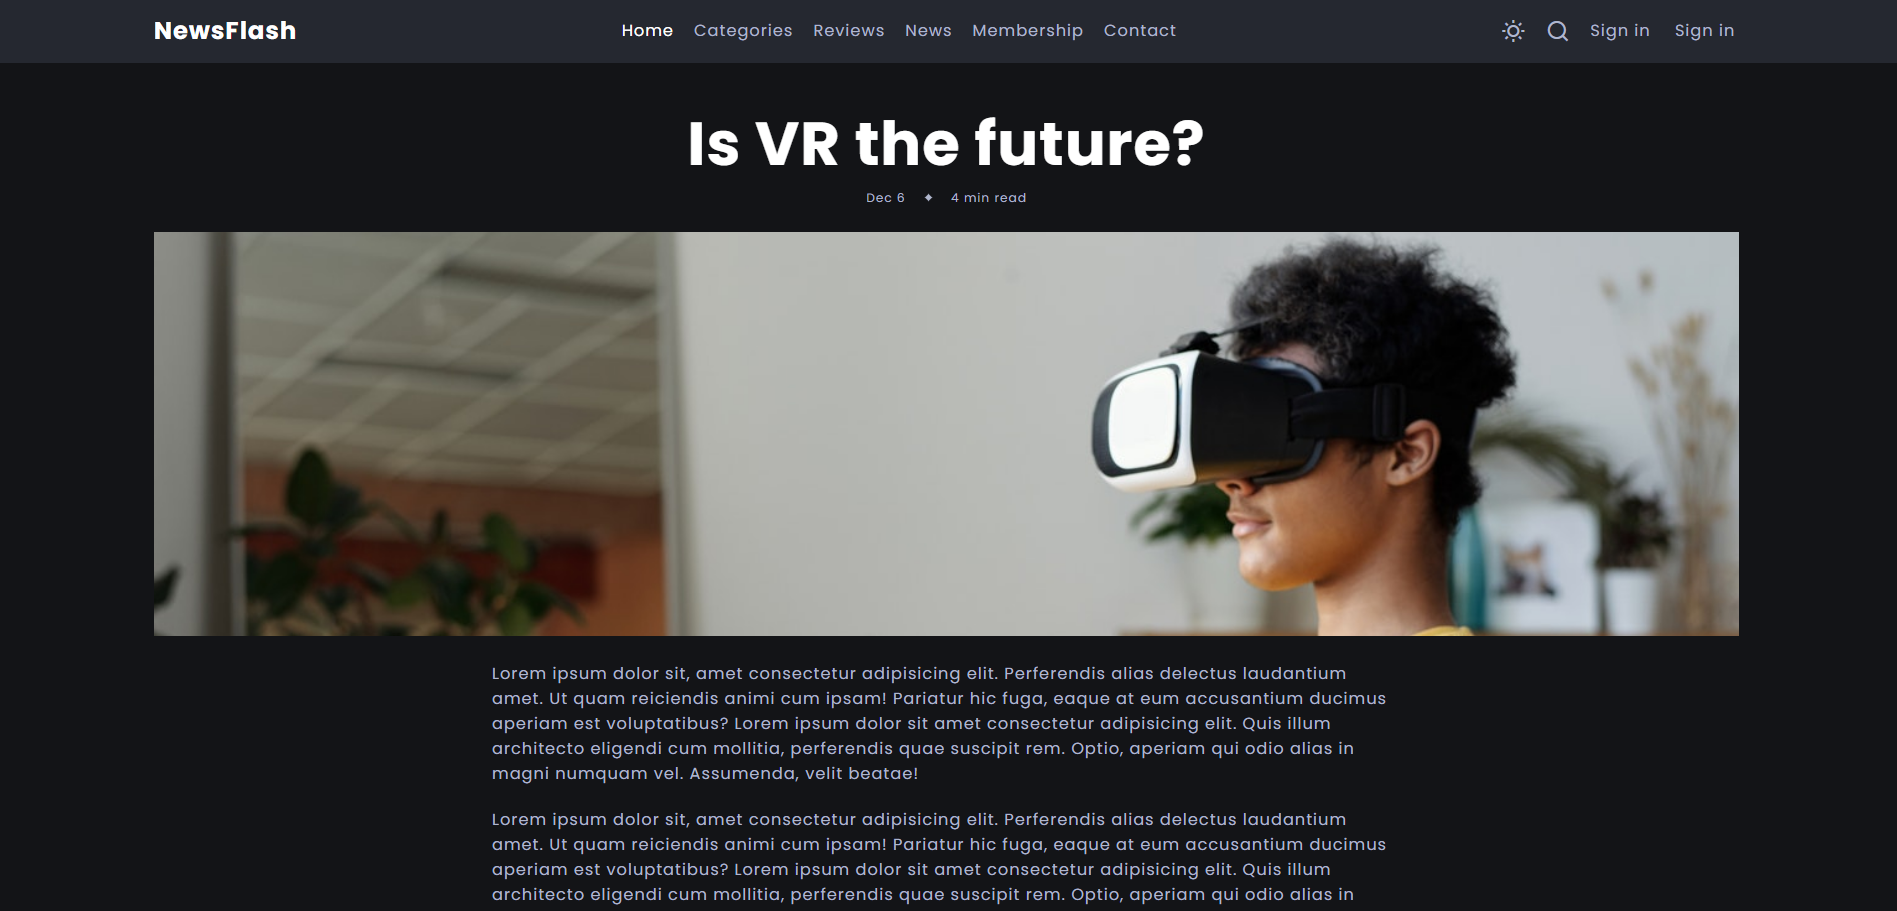 NewsFlash Home Categories Reviews News Membership Contact Sign in Sign in
Is VR the future?
Dec 6 ✦ 4 min read
Lorem ipsum dolor sit, amet consectetur adipisicing elit. Perferendis alias delectus laudantium
amet. Ut quam reiciendis animi cum ipsam! Pariatur hic fuga, eaque at eum accusantium ducimus
aperiam est voluptatibus? Lorem ipsum dolor sit amet consectetur adipisicing elit. Quis illum
architecto eligendi cum mollitia, perferendis quae suscipit rem. Optio, aperiam qui odio alias in
magni numquam vel. Assumenda, velit beatae!
Lorem ipsum dolor sit, amet consectetur adipisicing elit. Perferendis alias delectus laudantium
amet. Ut quam reiciendis animi cum ipsam! Pariatur hic fuga, eaque at eum accusantium ducimus
aperiam est voluptatibus? Lorem ipsum dolor sit amet consectetur adipisicing elit. Quis illum
architecto eligendi cum mollitia, perferendis quae suscipit rem. Optio, aperiam qui odio alias in